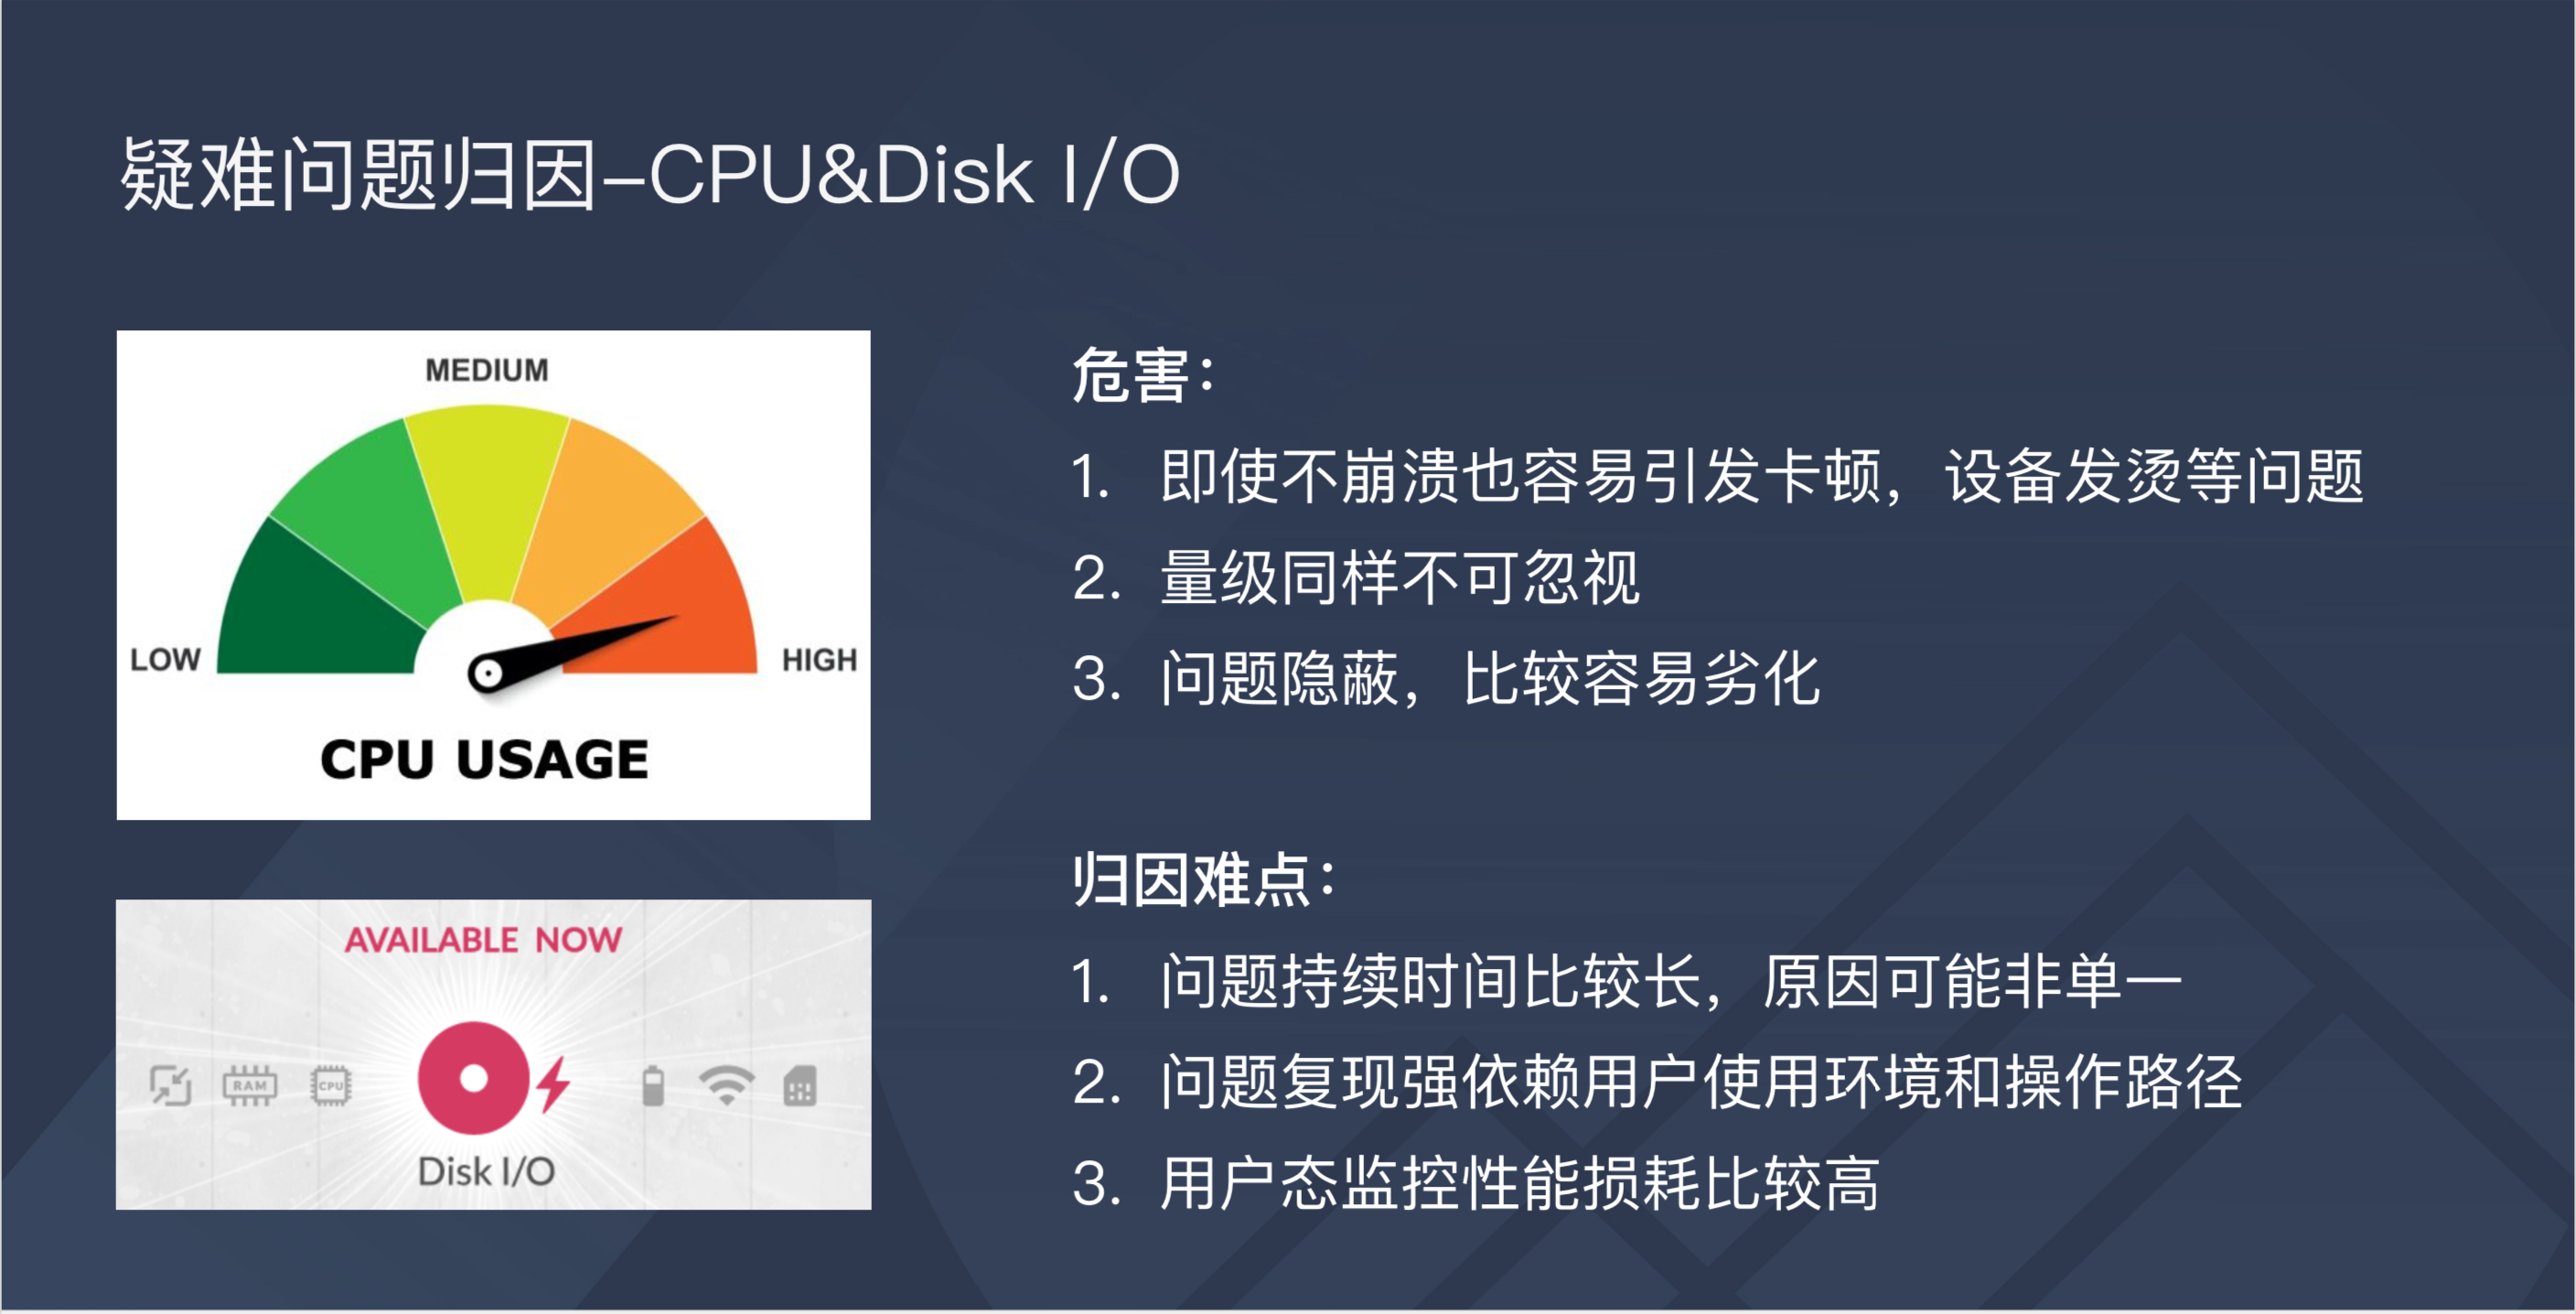 疑难问题归因-CPU&Disk I/O
MEDIUM
LOW
HIGH
CPU USAGE
AVAILABLE NOW
RAM
CPU
Disk I/O
危害：
1. 即使不崩溃也容易引发卡顿，设备发烫等问题
2. 量级同样不可忽视
3. 问题隐蔽，比较容易劣化
归因难点：
1. 问题持续时间比较长，原因可能非单一
2. 问题复现强依赖用户使用环境和操作路径
3. 用户态监控性能损耗比较高